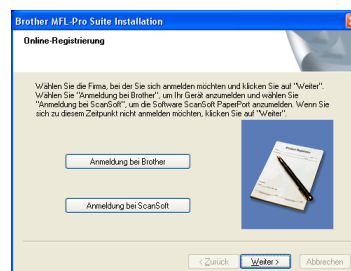 Brother MFL-Pro Suite Installation
Online-Registrierung
Wählen Sie die Firma, bei der Sie sich anmelden möchten und klicken Sie auf "Weiter".
Wählen Sie "Anmeldung bei Brother", um Ihr Gerät anzumelden und wählen Sie
"Anmeldung bei ScanSoft", um die Software ScanSoft PaperPort anzumelden. Wenn Sie
sich zu diesem Zeitpunkt nicht anmelden möchten, klicken Sie auf "Weiter".
Anmeldung bei Brother
Anmeldung bei ScanSoft
< Zurück
Weiter >
Abbrechen